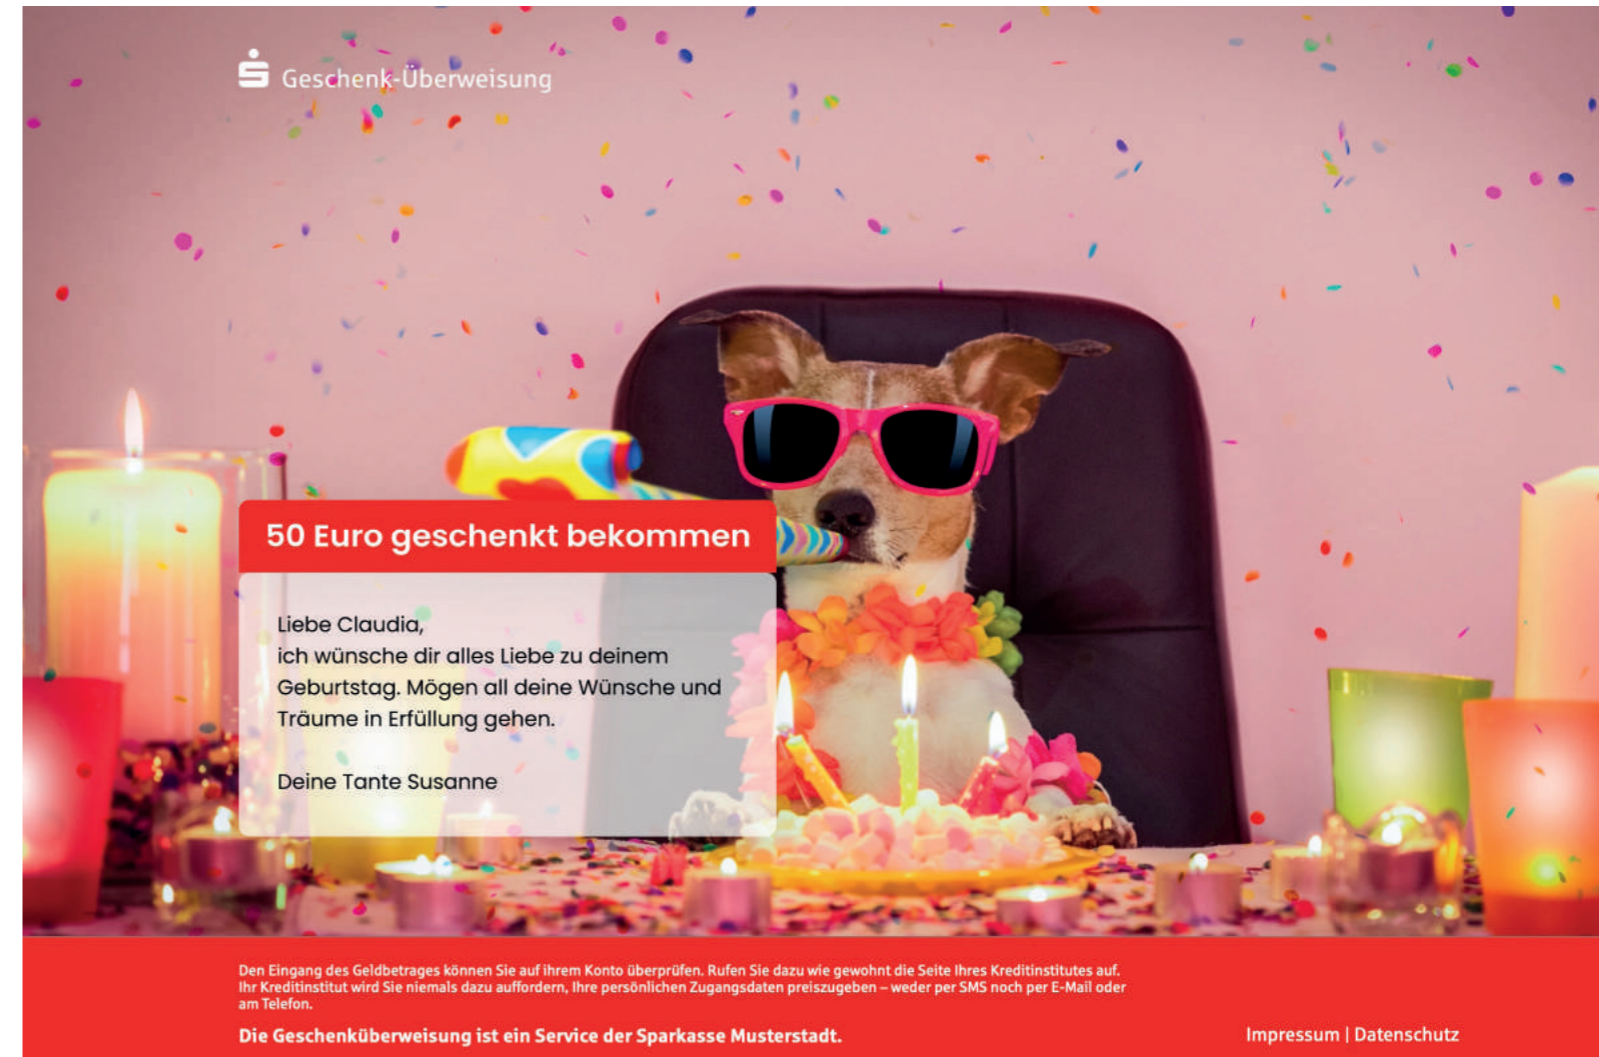 Geschenk-Überweisung
50 Euro geschenkt bekommen
Liebe Claudia,
ich wünsche dir alles Liebe zu deinem
Geburtstag. Mögen all deine Wünsche und
Träume in Erfüllung gehen.
Deine Tante Susanne
Den Eingang des Geldbetrages können Sie auf ihrem Konto überprüfen. Rufen Sie dazu wie gewohnt die Seite Ihres Kreditinstitutes auf.
Ihr Kreditinstitut wird Sie niemals dazu auffordern, Ihre persönlichen Zugangsdaten preiszugeben – weder per SMS noch per E-Mail oder
am Telefon.
Die Geschenküberweisung ist ein Service der Sparkasse Musterstadt.
Impressum | Datenschutz